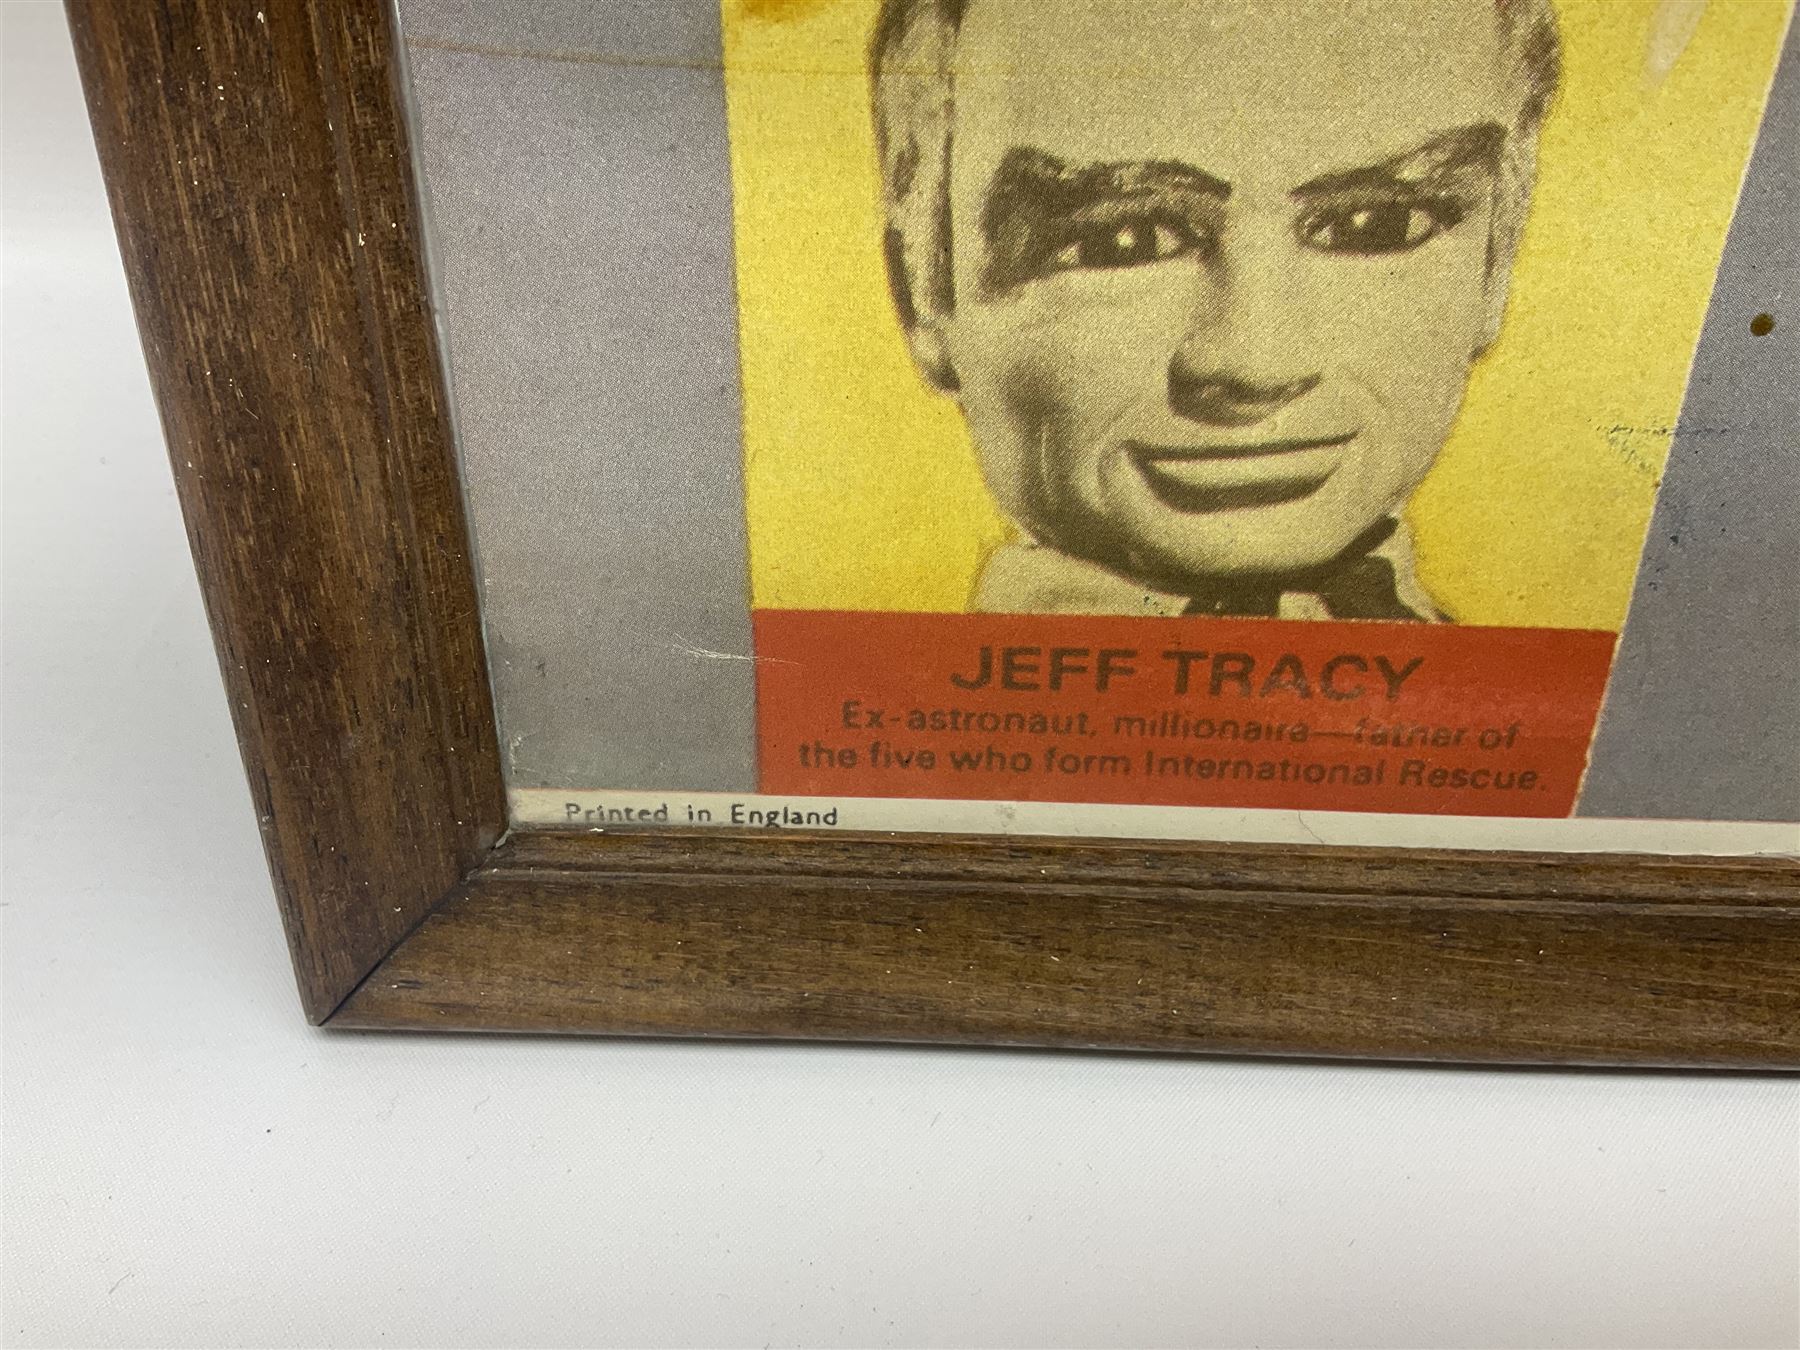 JEFF TRACY
Ex-astronaut, millionaire—father of
the five who form International Rescue.
Printed in England